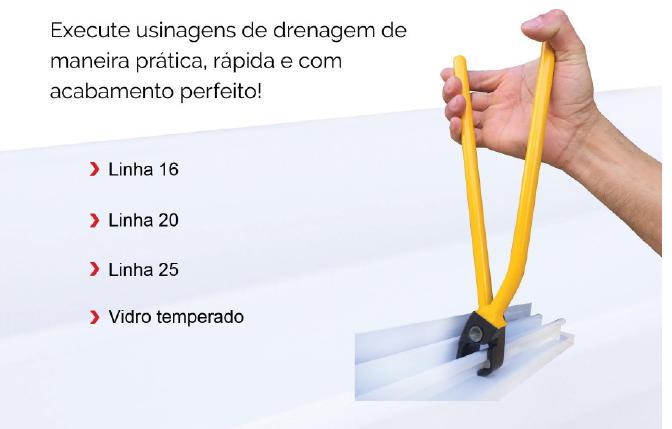 Execute usinagens de drenagem de
maneira prática, rápida e com
acabamento perfeito!
Linha 16
Linha 20
Linha 25
Vidro temperado